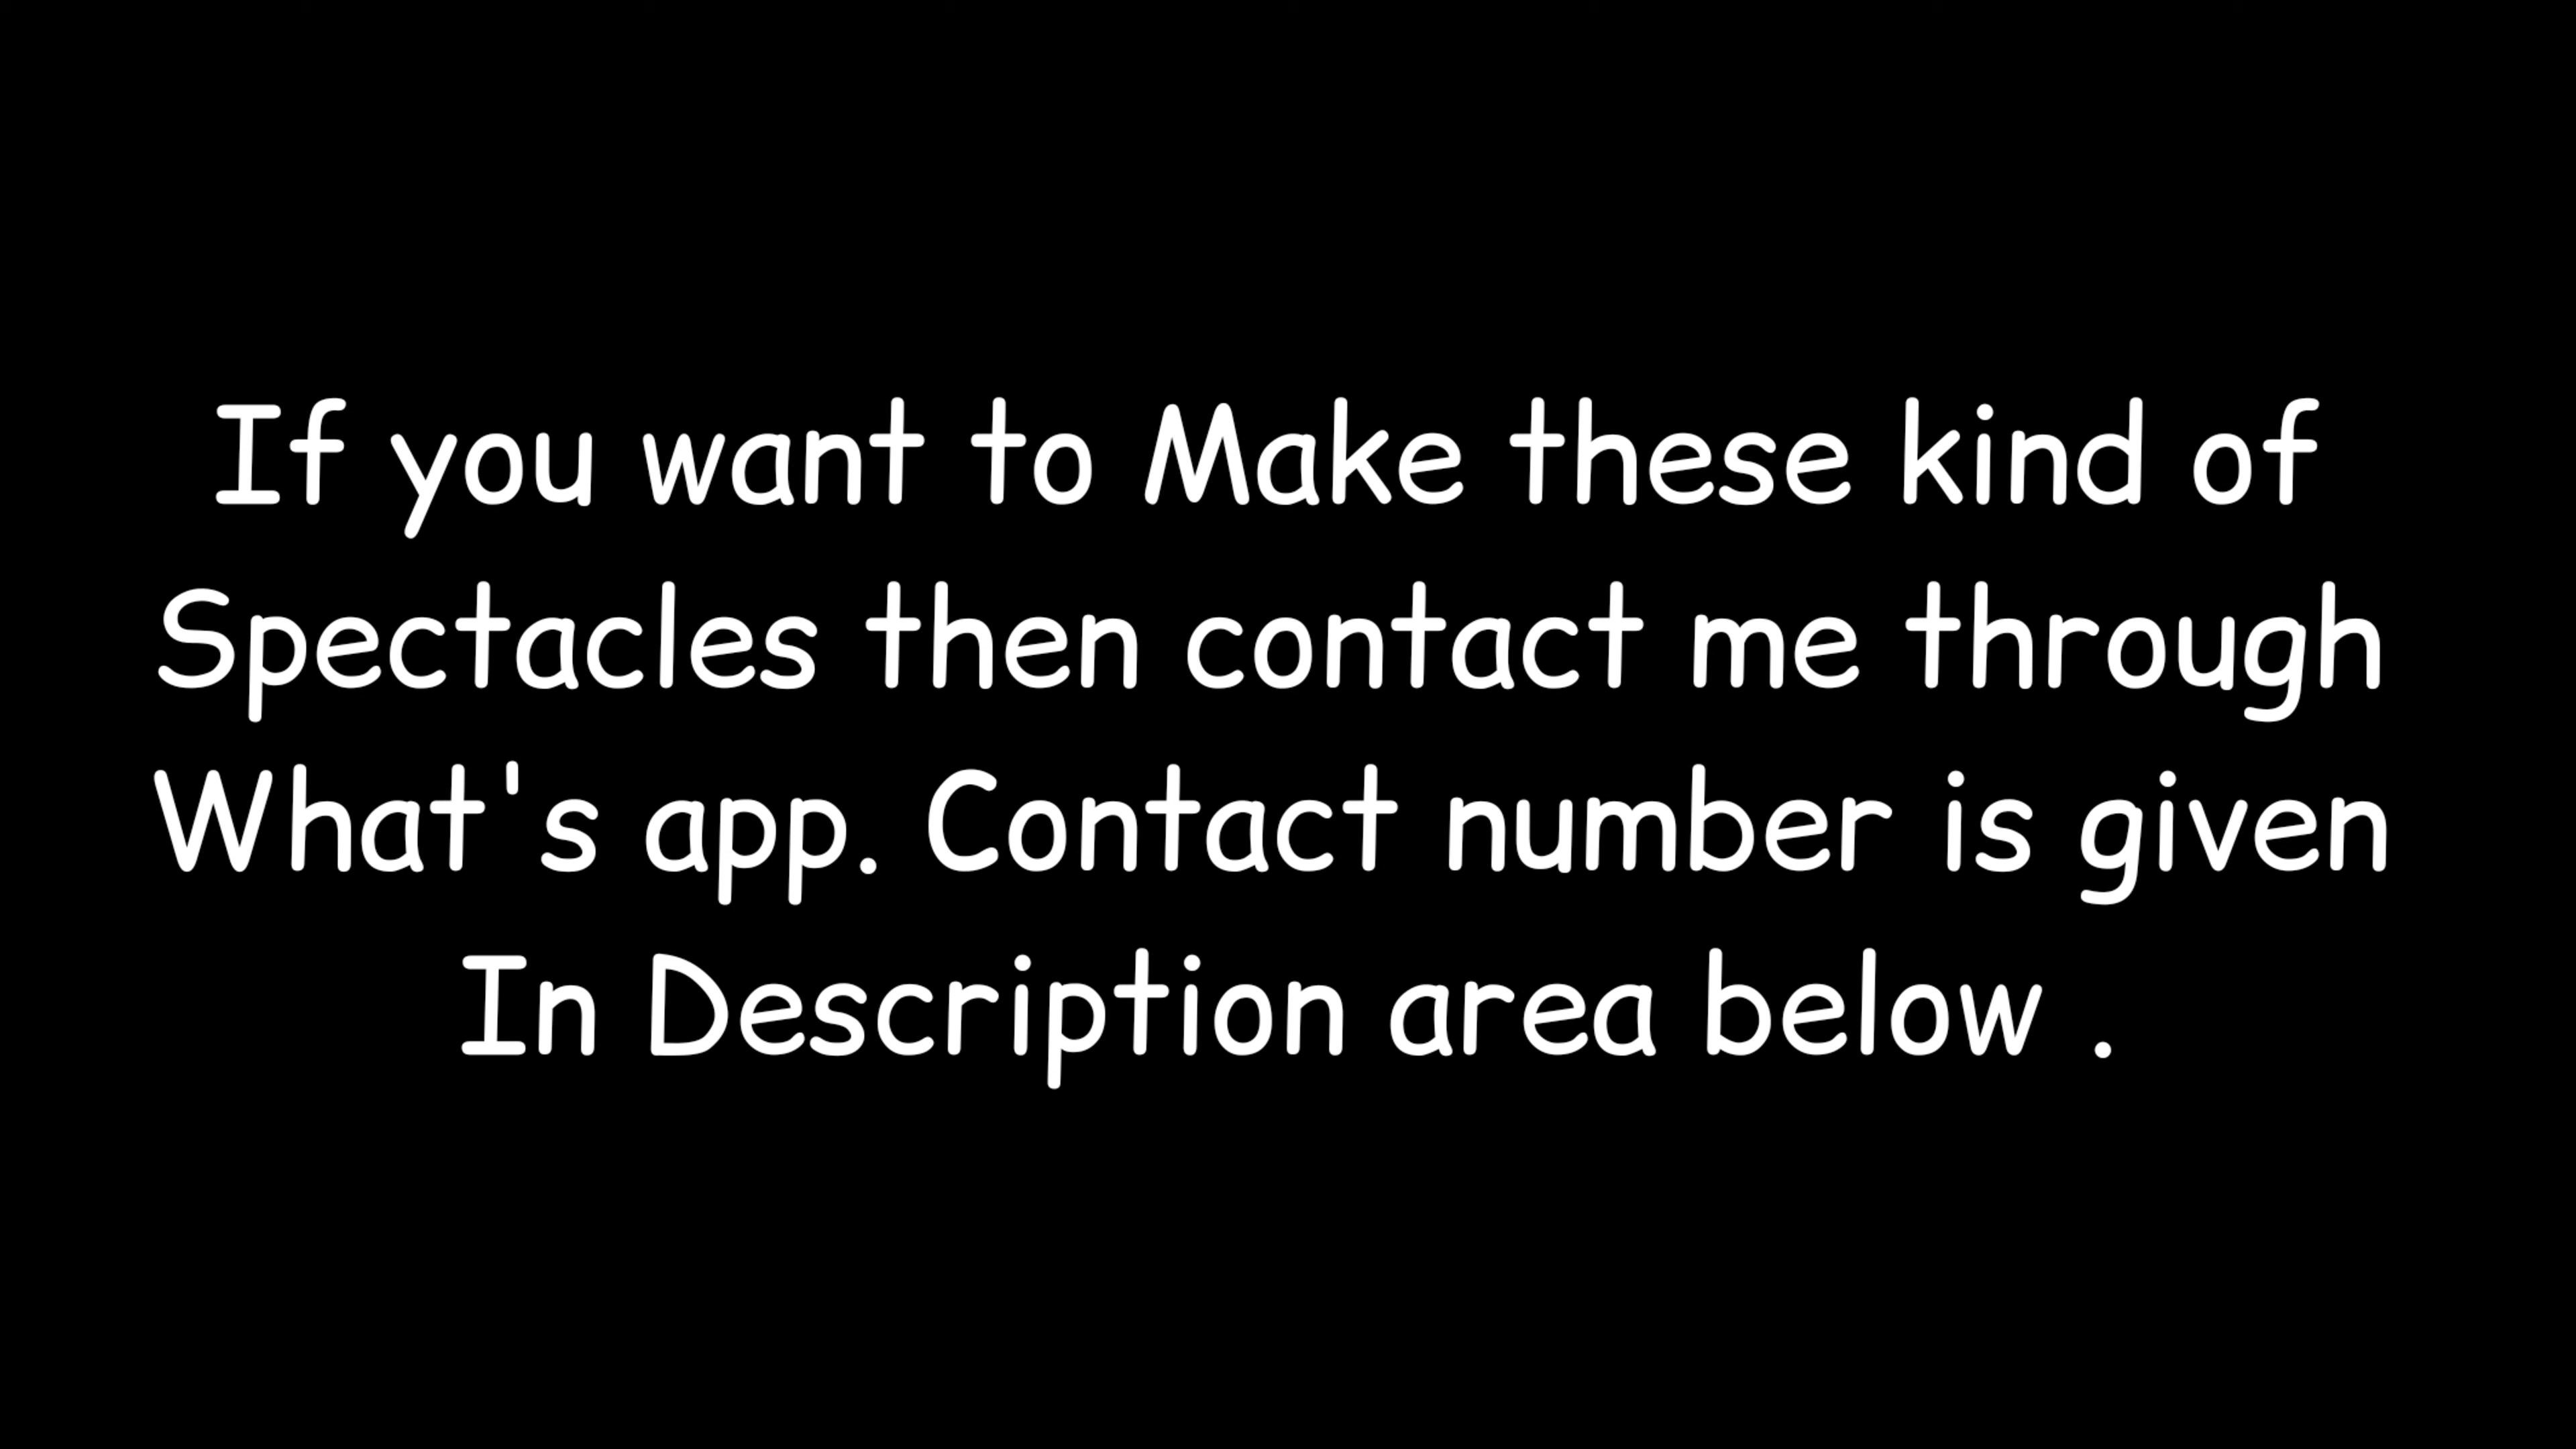 If you want to Make these kind of
Spectacles then contact me through
What's app. Contact number is given
In Description area below .